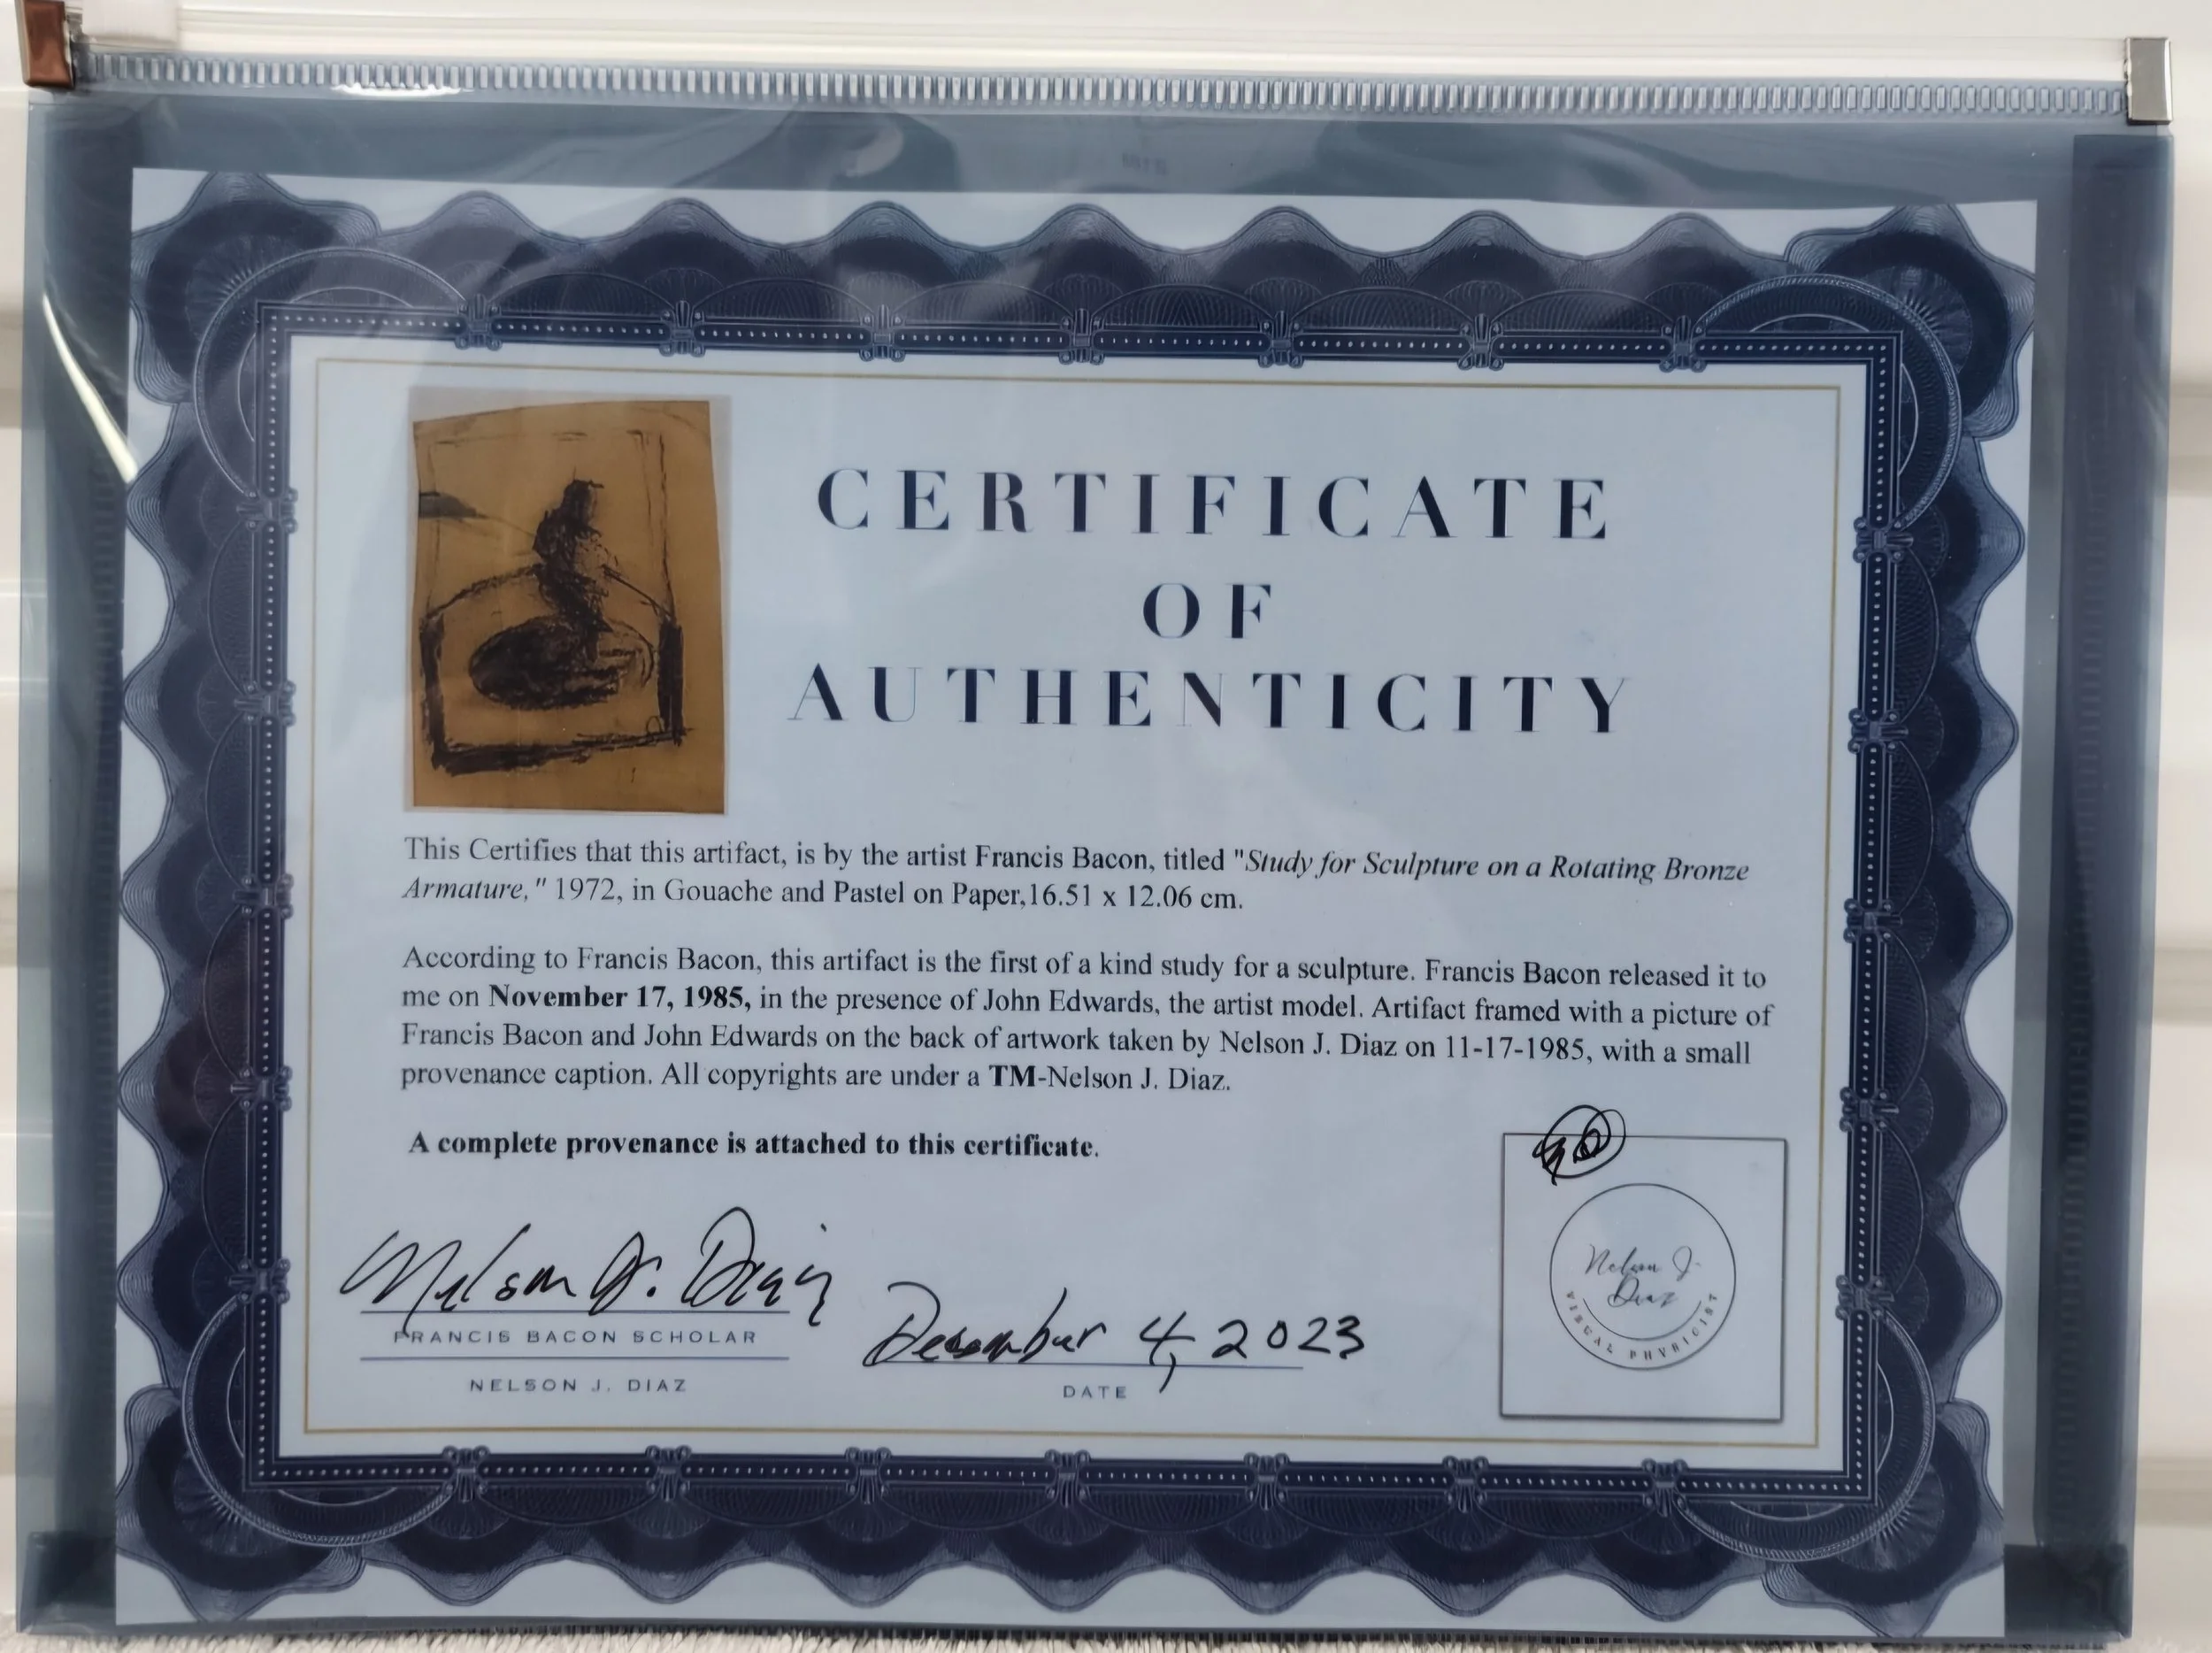 CERTIFICATE
OF
AUTHENTICITY
This Certifies that this artifact, is by the artist Francis Bacon, titled "Study for Sculpture on a Rotating Bronze
Armature," 1972, in Gouache and Pastel on Paper,16.51 x 12.06 cm.
According to Francis Bacon, this artifact is the first of a kind study for a sculpture. Francis Bacon released it to
me on November 17, 1985, in the presence of John Edwards, the artist model. Artifact framed with a picture of
Francis Bacon and John Edwards on the back of artwork taken by Nelson J. Diaz on 11-17-1985, with a small
provenance caption. All copyrights are under a TM-Nelson J. Diaz.
A complete provenance is attached to this certificate.
Nelson J. Diaz
FRANCIS BACON SCHOLAR
NELSON J. DIAZ
December 4, 2023
DATE
Nelson J.
Diaz
VISUAL PHYSICIST